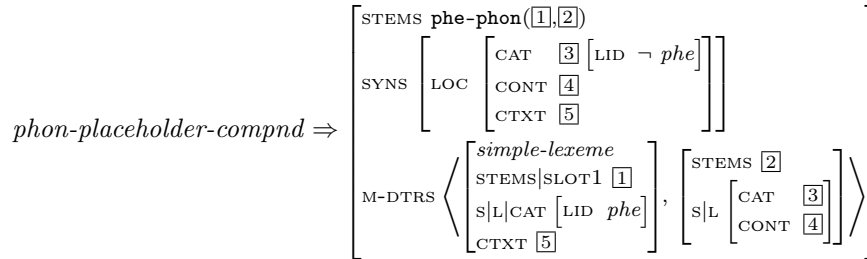 STEMS phe-phon(1,2)
SYNS [LOC [CAT 3 [LID ¬ phe]
CONT 4
CTXT 5]]
phon-placeholder-compnd ⇒
M-DTRS ⟨[simple-lexeme
STEMS|SLOT1 1
S|L|CAT [LID phe]
CTXT 5],
[STEMS 2
S|L [CAT 3
CONT 4]]⟩